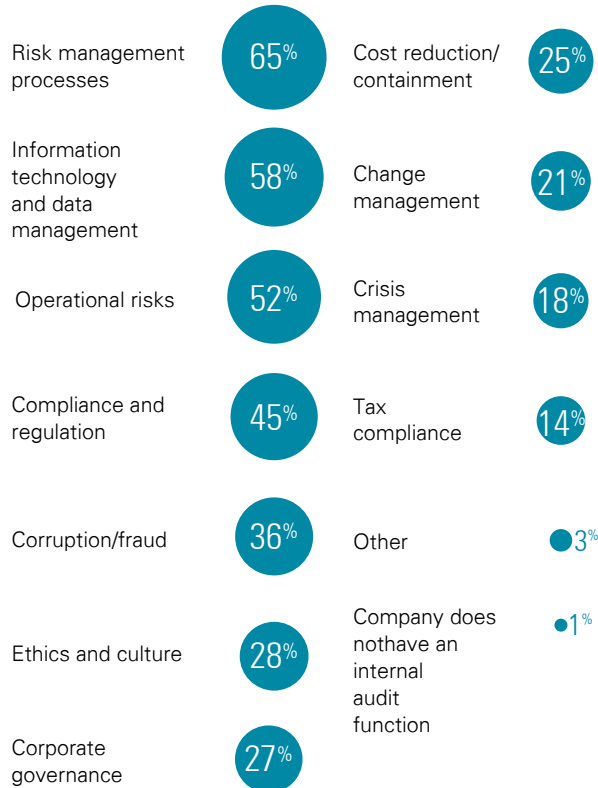 Risk management
processes
65%
Information
technology
and data
management
58%
Operational risks
52%
Compliance and
regulation
45%
Corruption/fraud
36%
Ethics and culture
28%
Corporate
governance
27%
Cost reduction/
containment
25%
Change
management
21%
Crisis
management
18%
Tax
compliance
14%
Other
3%
Company does
nothave an
internal
audit
function
1%